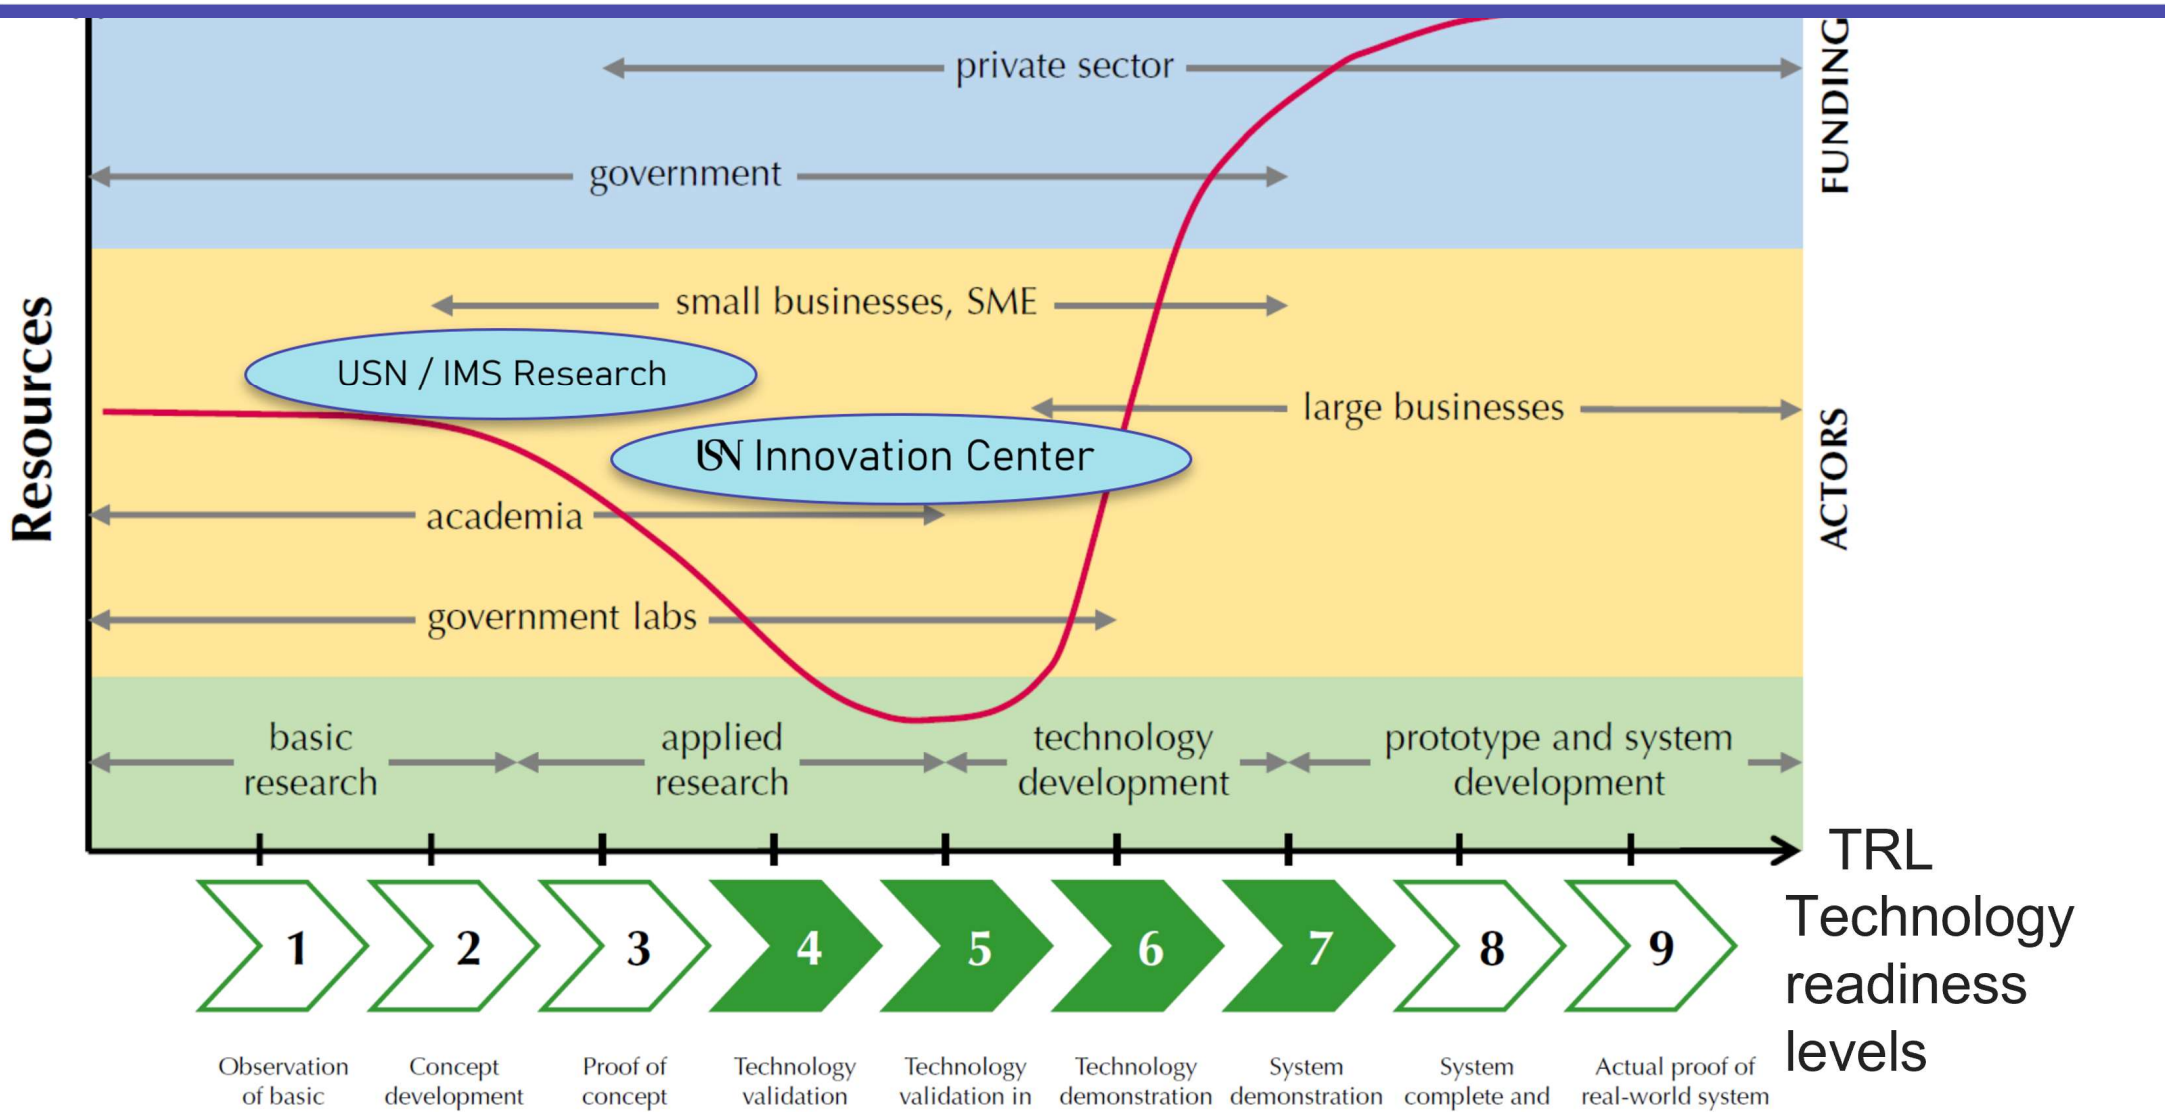 private sector
government
FUNDING
small businesses, SME
USN / IMS Research
large businesses
USN Innovation Center
academia
government labs
Resources
ACTORS
basic
research
applied
research
technology
development
prototype and system
development
TRL
Technology
readiness
levels
1
2
3
4
5
6
7
8
9
Observation
of basic
Concept
development
Proof of
concept
Technology
validation
Technology
validation in
Technology
demonstration
System
demonstration
System
complete and
Actual proof of
real-world system